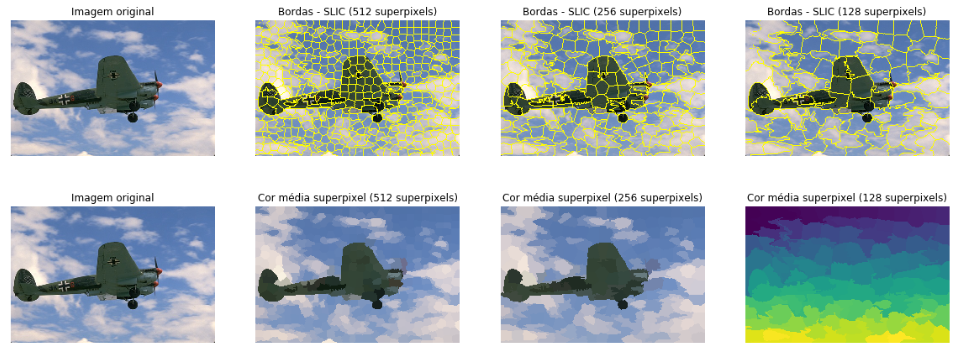 Imagem original
Bordas - SLIC (512 superpixels)
Bordas - SLIC (256 superpixels)
Bordas - SLIC (128 superpixels)
Imagem original
Cor média superpixel (512 superpixels)
Cor média superpixel (256 superpixels)
Cor média superpixel (128 superpixels)